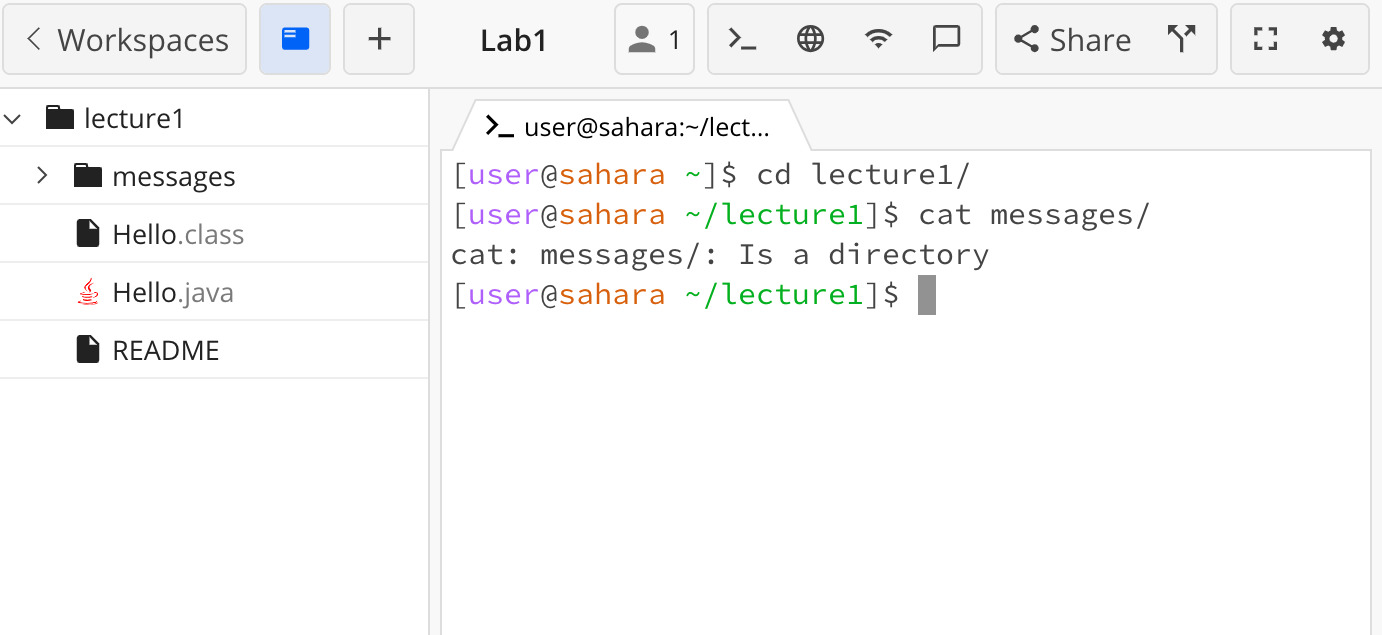 Workspaces
Lab1
1
Share
lecture1
messages
Hello.class
Hello.java
README
user@sahara:~/lect...
[user@sahara ~]$ cd lecture1/
[user@sahara ~/lecture1]$ cat messages/
cat: messages/: Is a directory
[user@sahara ~/lecture1]$